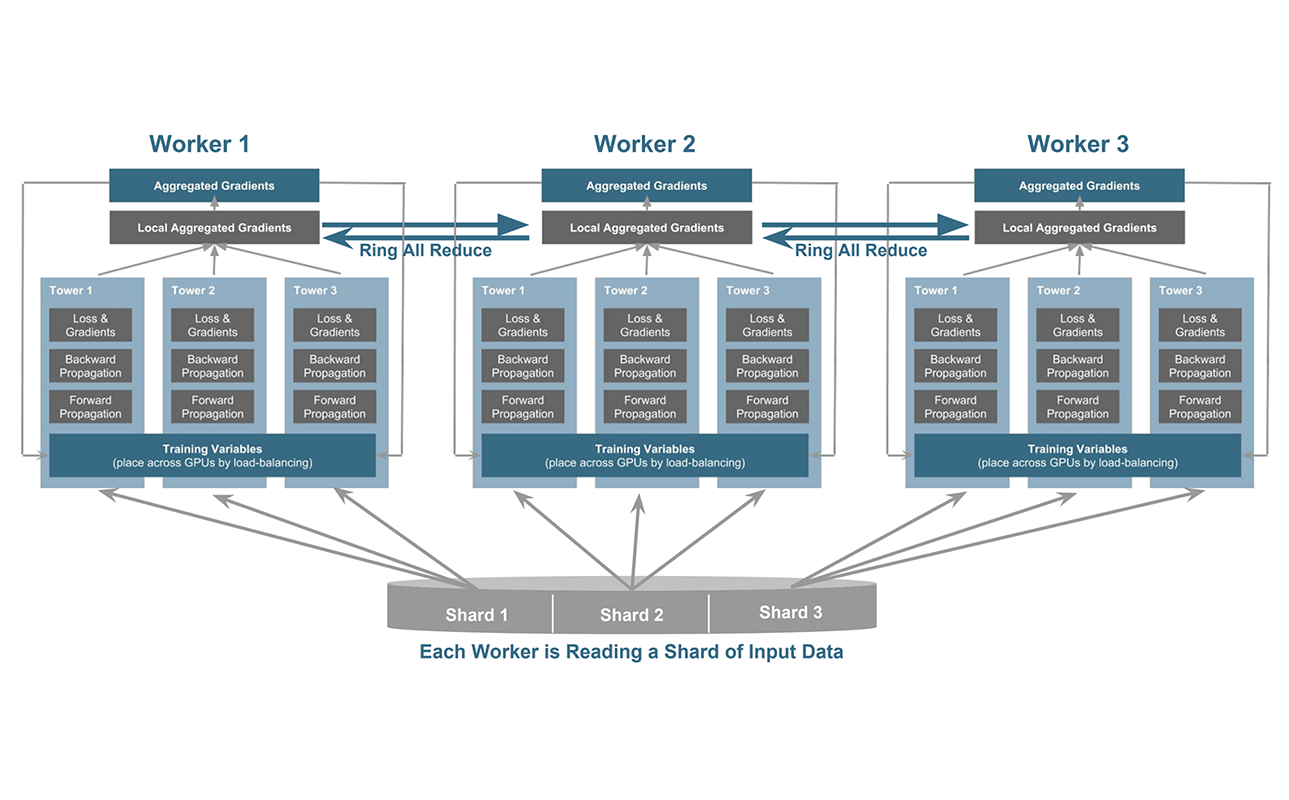 Worker 1
Aggregated Gradients
Local Aggregated Gradients
Tower 1
Loss &
Gradients
Backward
Propagation
Forward
Propagation
Tower 2
Loss &
Gradients
Backward
Propagation
Forward
Propagation
Tower 3
Loss &
Gradients
Backward
Propagation
Forward
Propagation
Training Variables
(place across GPUs by load-balancing)
Ring All Reduce
Worker 2
Aggregated Gradients
Local Aggregated Gradients
Tower 1
Loss &
Gradients
Backward
Propagation
Forward
Propagation
Tower 2
Loss &
Gradients
Backward
Propagation
Forward
Propagation
Tower 3
Loss &
Gradients
Backward
Propagation
Forward
Propagation
Training Variables
(place across GPUs by load-balancing)
Ring All Reduce
Worker 3
Aggregated Gradients
Local Aggregated Gradients
Tower 1
Loss &
Gradients
Backward
Propagation
Forward
Propagation
Tower 2
Loss &
Gradients
Backward
Propagation
Forward
Propagation
Tower 3
Loss &
Gradients
Backward
Propagation
Forward
Propagation
Training Variables
(place across GPUs by load-balancing)
Shard 1
Shard 2
Shard 3
Each Worker is Reading a Shard of Input Data